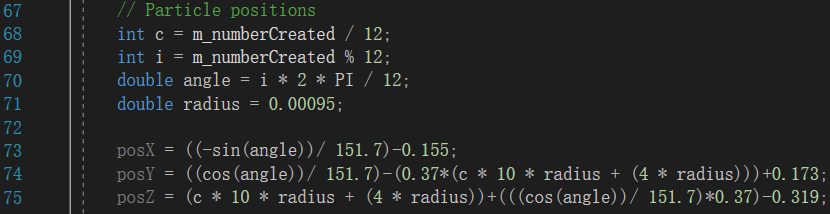 67 // Particle positions
68 int c = m_numberCreated / 12;
69 int i = m_numberCreated % 12;
70 double angle = i * 2 * PI / 12;
71 double radius = 0.00095;
72
73 posX = ((-sin(angle))/ 151.7)-0.155;
74 posY = ((cos(angle))/ 151.7)-(0.37*(c * 10 * radius + (4 * radius)))+0.173;
75 posZ = (c * 10 * radius + (4 * radius))+(((cos(angle))/ 151.7)*0.37)-0.319;